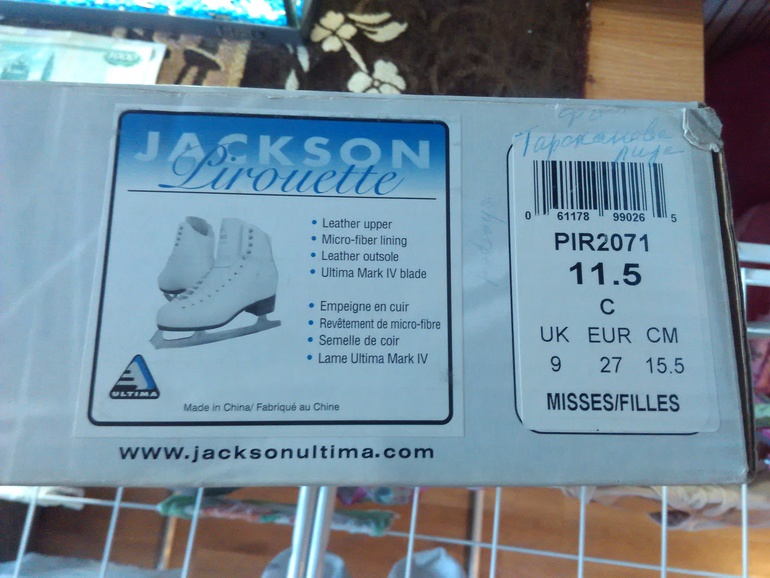 JACKSON
Pirouette
• Leather upper
• Micro-fiber lining
• Leather outsole
• Ultima Mark IV blade
• Empeigne en cuir
• Revêtement de micro-fibre
• Semelle de coir
• Lame Ultima Mark IV
ULTIMA
Made in China/ Fabriqué au Chine
www.jacksonultima.com
Тараканова
Лиза
0 61178 99026 5
PIR2071
11.5
C
UK EUR CM
9 27 15.5
MISSES/FILLES